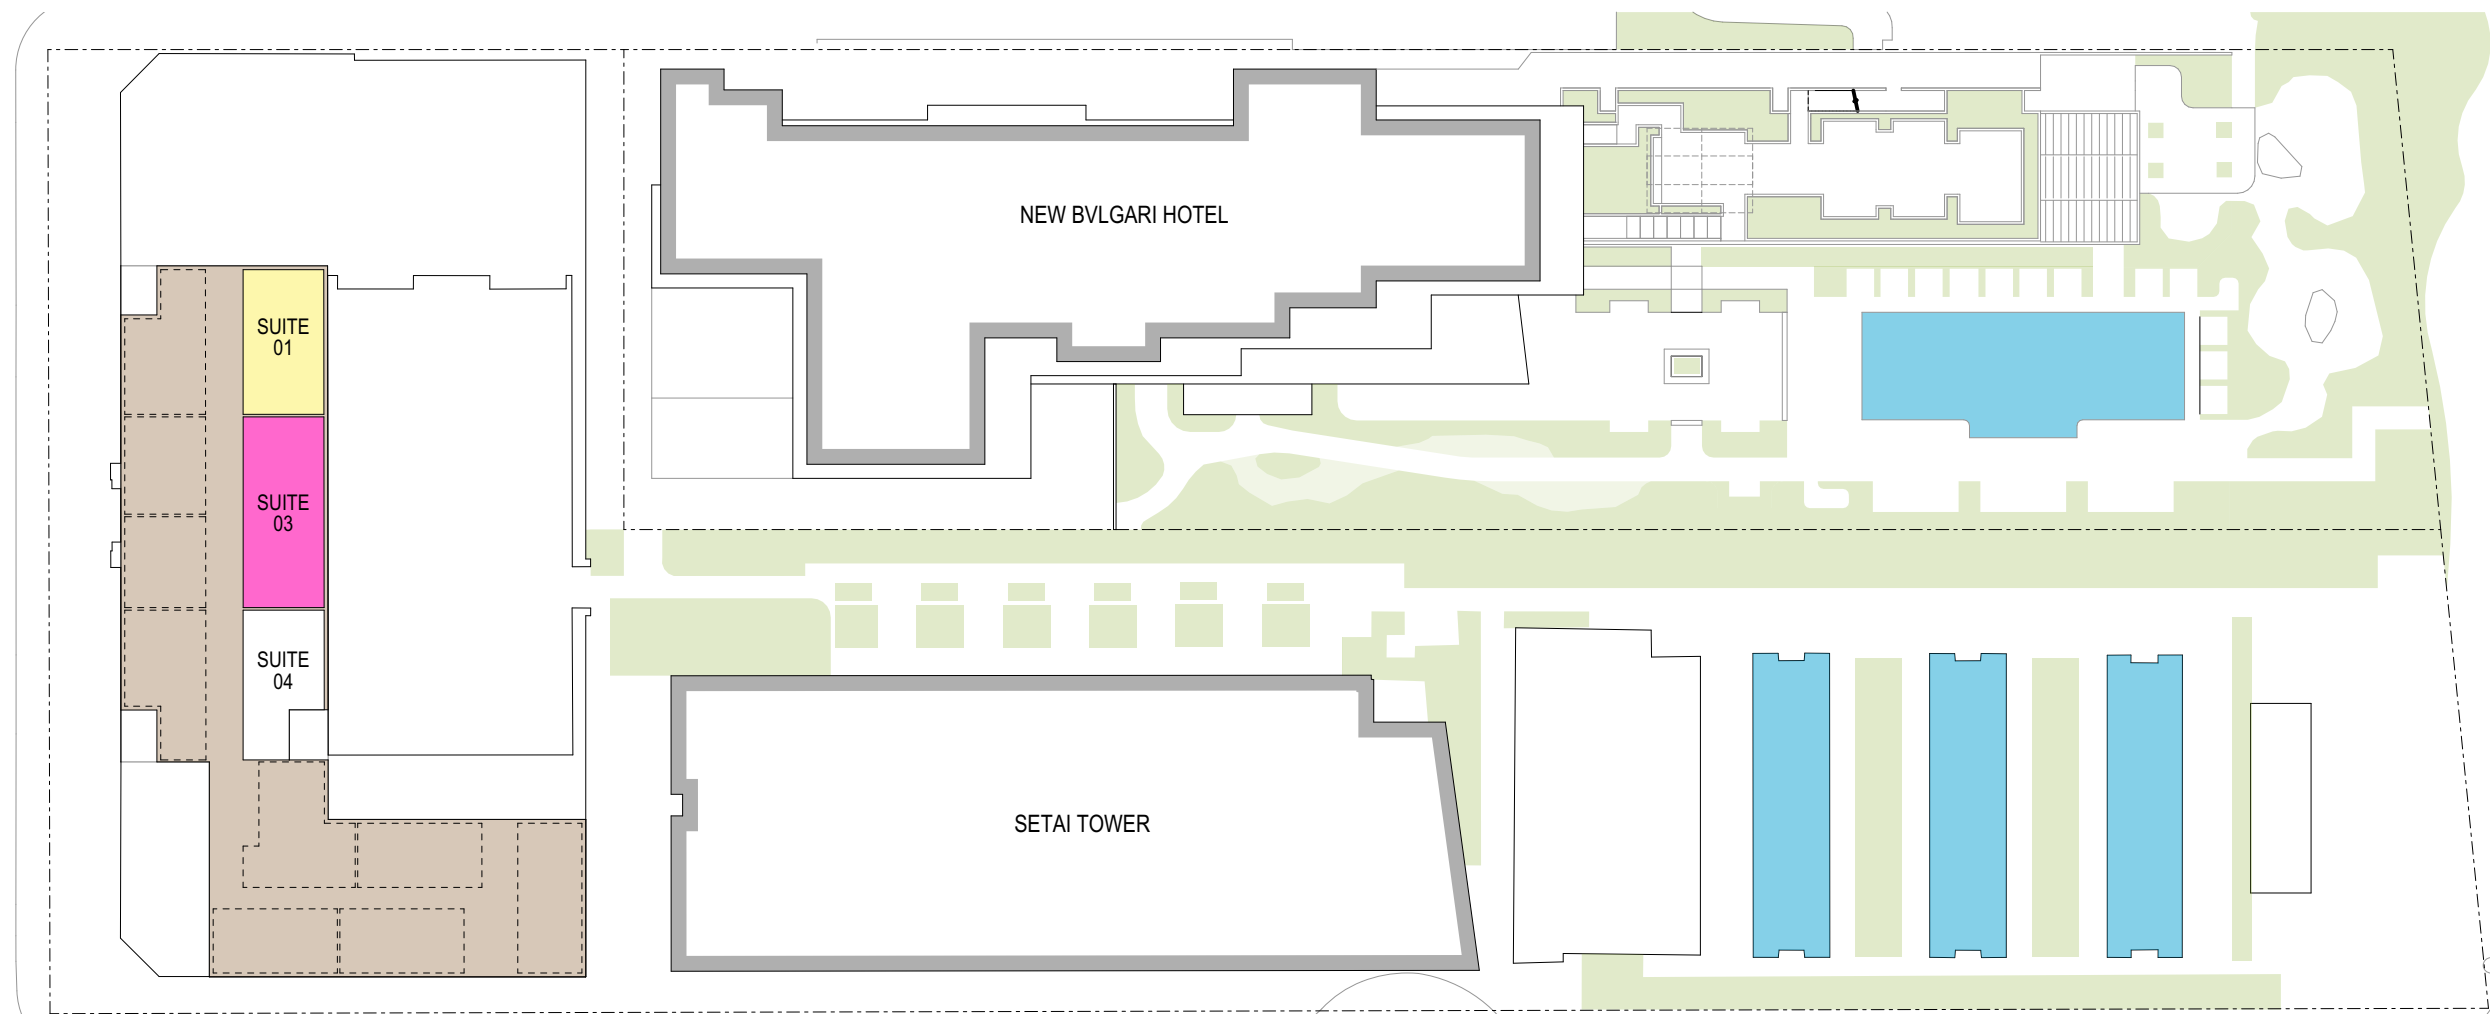 NEW BVLGARI HOTEL
SUITE
01
SUITE
03
SUITE
04
SETAI TOWER